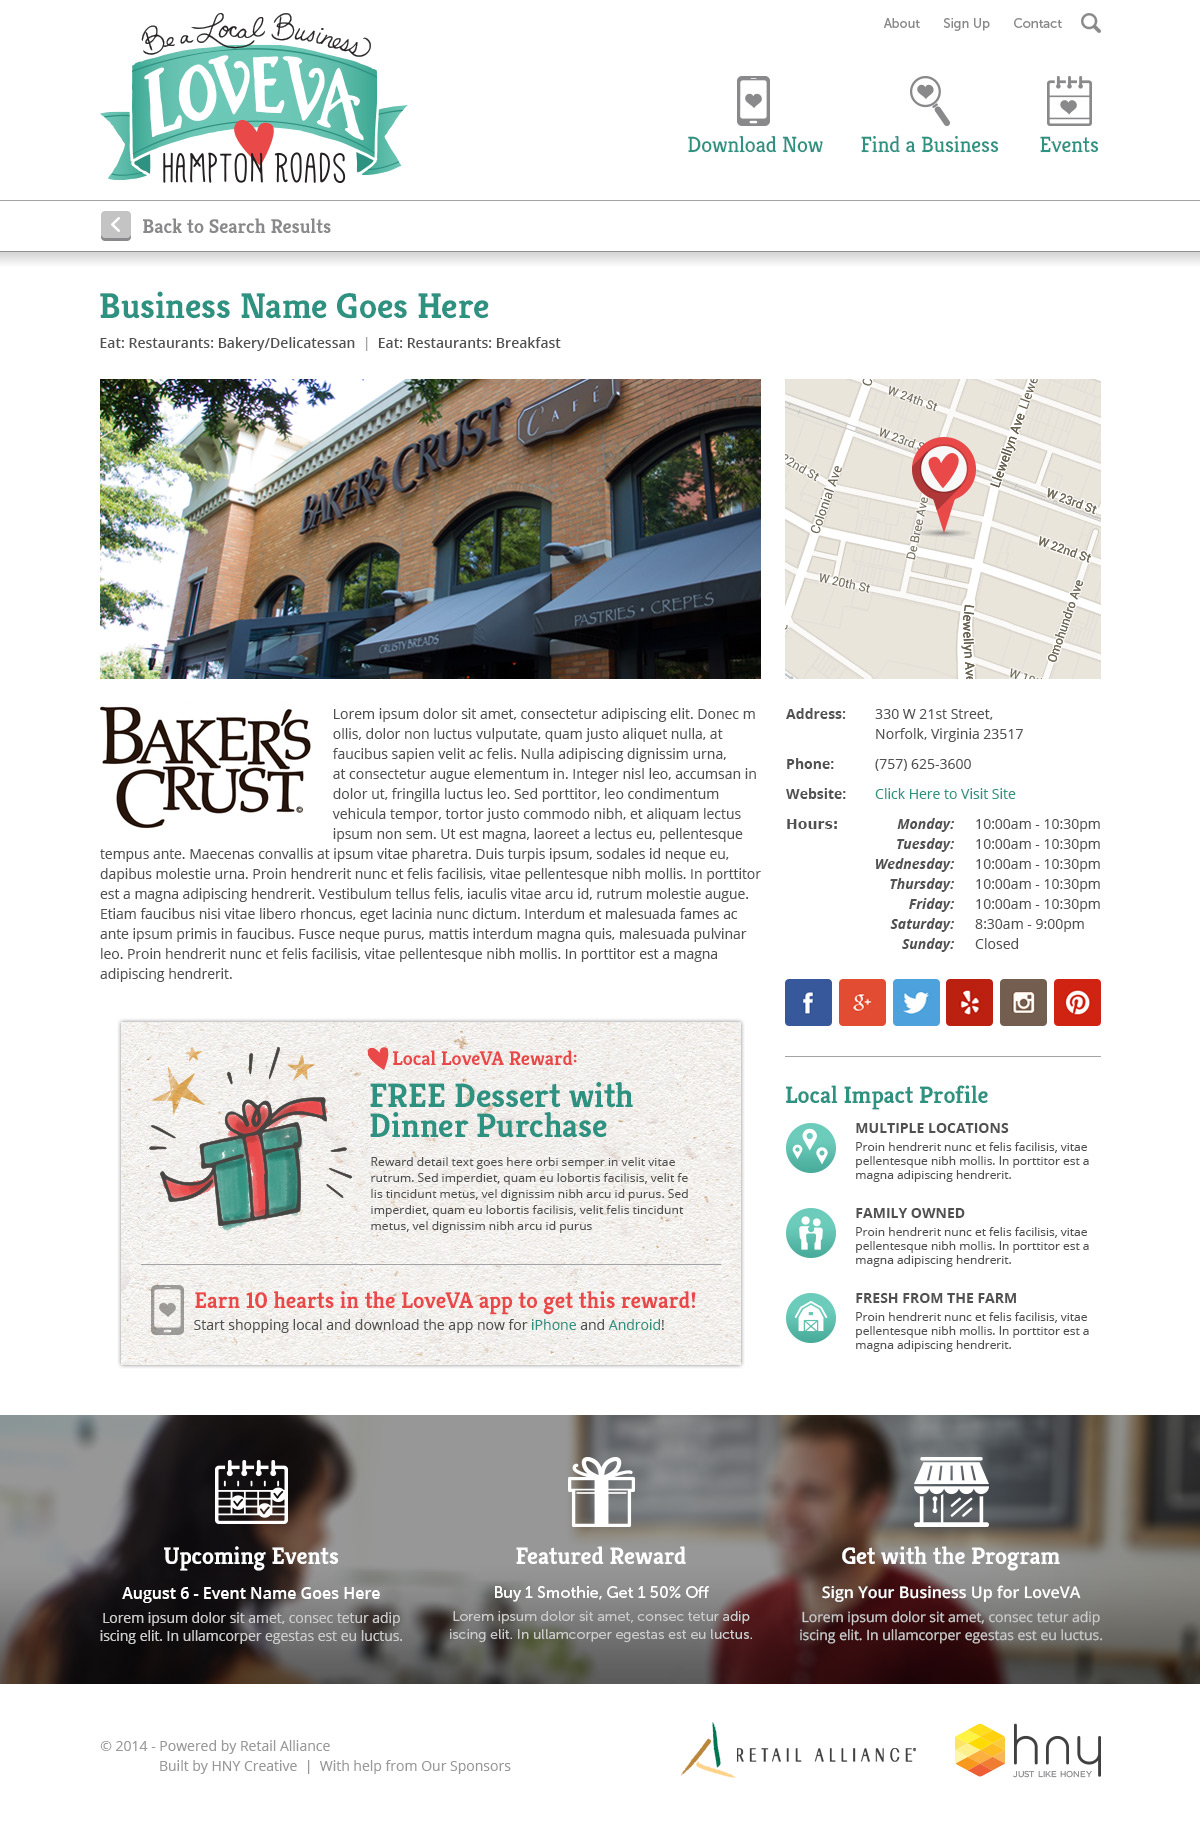 About Sign Up Contact
Be a Local Business
LOVEVA
HAMPTON ROADS
Download Now Find a Business Events
Back to Search Results
Business Name Goes Here
Eat: Restaurants: Bakery/Delicatessan | Eat: Restaurants: Breakfast
BAKER'S CRUST CAFÉ
CRUSTY BREADS
PASTRIES • CREPES
W 24th St
W 23rd S
22nd St
Colonial Ave
De Bree Ave
Llewellyn Ave
Llewe
W 23rd St
W 22nd St
W 20th St
Llewellyn Ave
Omohundro Ave
BAKER'S
CRUST
Lorem ipsum dolor sit amet, consectetur adipiscing elit. Donec m
ollis, dolor non luctus vulputate, quam justo aliquet nulla, at
faucibus sapien velit ac felis. Nulla adipiscing dignissim urna,
at consectetur augue elementum in. Integer nisl leo, accumsan in
dolor ut, fringilla luctus leo. Sed porttitor, leo condimentum
vehicula tempor, tortor justo commodo nibh, et aliquam lectus
ipsum non sem. Ut est magna, laoreet a lectus eu, pellentesque
tempus ante. Maecenas convallis at ipsum vitae pharetra. Duis turpis ipsum, sodales id neque eu,
dapibus molestie urna. Proin hendrerit nunc et felis facilisis, vitae pellentesque nibh mollis. In porttitor
est a magna adipiscing hendrerit. Vestibulum tellus felis, iaculis vitae arcu id, rutrum molestie augue.
Etiam faucibus nisi vitae libero rhoncus, eget lacinia nunc dictum. Interdum et malesuada fames ac
ante ipsum primis in faucibus. Fusce neque purus, mattis interdum magna quis, malesuada pulvinar
leo. Proin hendrerit nunc et felis facilisis, vitae pellentesque nibh mollis. In porttitor est a magna
adipiscing hendrerit.
Address: 330 W 21st Street,
Norfolk, Virginia 23517
Phone: (757) 625-3600
Website: Click Here to Visit Site
Hours: Monday: 10:00am - 10:30pm
Tuesday: 10:00am - 10:30pm
Wednesday: 10:00am - 10:30pm
Thursday: 10:00am - 10:30pm
Friday: 10:00am - 10:30pm
Saturday: 8:30am - 9:00pm
Sunday: Closed
Local LoveVA Reward:
FREE Dessert with
Dinner Purchase
Reward detail text goes here orbi semper in velit vitae
rutrum. Sed imperdiet, quam eu lobortis facilisis, velit fe
lis tincidunt metus, vel dignissim nibh arcu id purus. Sed
imperdiet, quam eu lobortis facilisis, velit felis tincidunt
metus, vel dignissim nibh arcu id purus
Earn 10 hearts in the LoveVA app to get this reward!
Start shopping local and download the app now for iPhone and Android!
Local Impact Profile
MULTIPLE LOCATIONS
Proin hendrerit nunc et felis facilisis, vitae
pellentesque nibh mollis. In porttitor est a
magna adipiscing hendrerit.
FAMILY OWNED
Proin hendrerit nunc et felis facilisis, vitae
pellentesque nibh mollis. In porttitor est a
magna adipiscing hendrerit.
FRESH FROM THE FARM
Proin hendrerit nunc et felis facilisis, vitae
pellentesque nibh mollis. In porttitor est a
magna adipiscing hendrerit.
Upcoming Events
August 6 - Event Name Goes Here
Lorem ipsum dolor sit amet, consec tetur adip
iscing elit. In ullamcorper egestas est eu luctus.
Featured Reward
Buy 1 Smothie, Get 1 50% Off
Lorem ipsum dolor sit amet, consec tetur adip
iscing elit. In ullamcorper egestas est eu luctus.
Get with the Program
Sign Your Business Up for LoveVA
Lorem ipsum dolor sit amet, consec tetur adip
iscing elit. In ullamcorper egestas est eu luctus.
© 2014 - Powered by Retail Alliance
Built by HNY Creative | With help from Our Sponsors
RETAIL ALLIANCE
hny
JUST LIKE HONEY